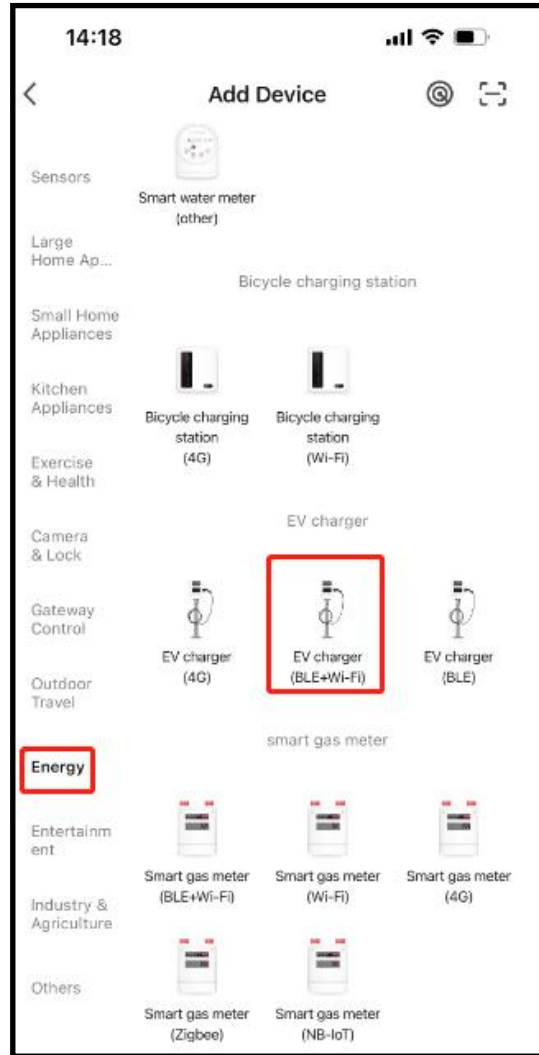 14:18
Add Device
Sensors
Large
Home Ap...
Small Home
Appliances
Kitchen
Appliances
Exercise
& Health
Camera
& Lock
Gateway
Control
Outdoor
Travel
Energy
Entertainm
ent
Industry &
Agriculture
Others
Smart water meter
(other)
Bicycle charging station
Bicycle charging
station
(4G)
Bicycle charging
station
(Wi-Fi)
EV charger
EV charger
(4G)
EV charger
(BLE+Wi-Fi)
EV charger
(BLE)
smart gas meter
Smart gas meter
(BLE+Wi-Fi)
Smart gas meter
(Wi-Fi)
Smart gas meter
(4G)
Smart gas meter
(Zigbee)
Smart gas meter
(NB-IoT)